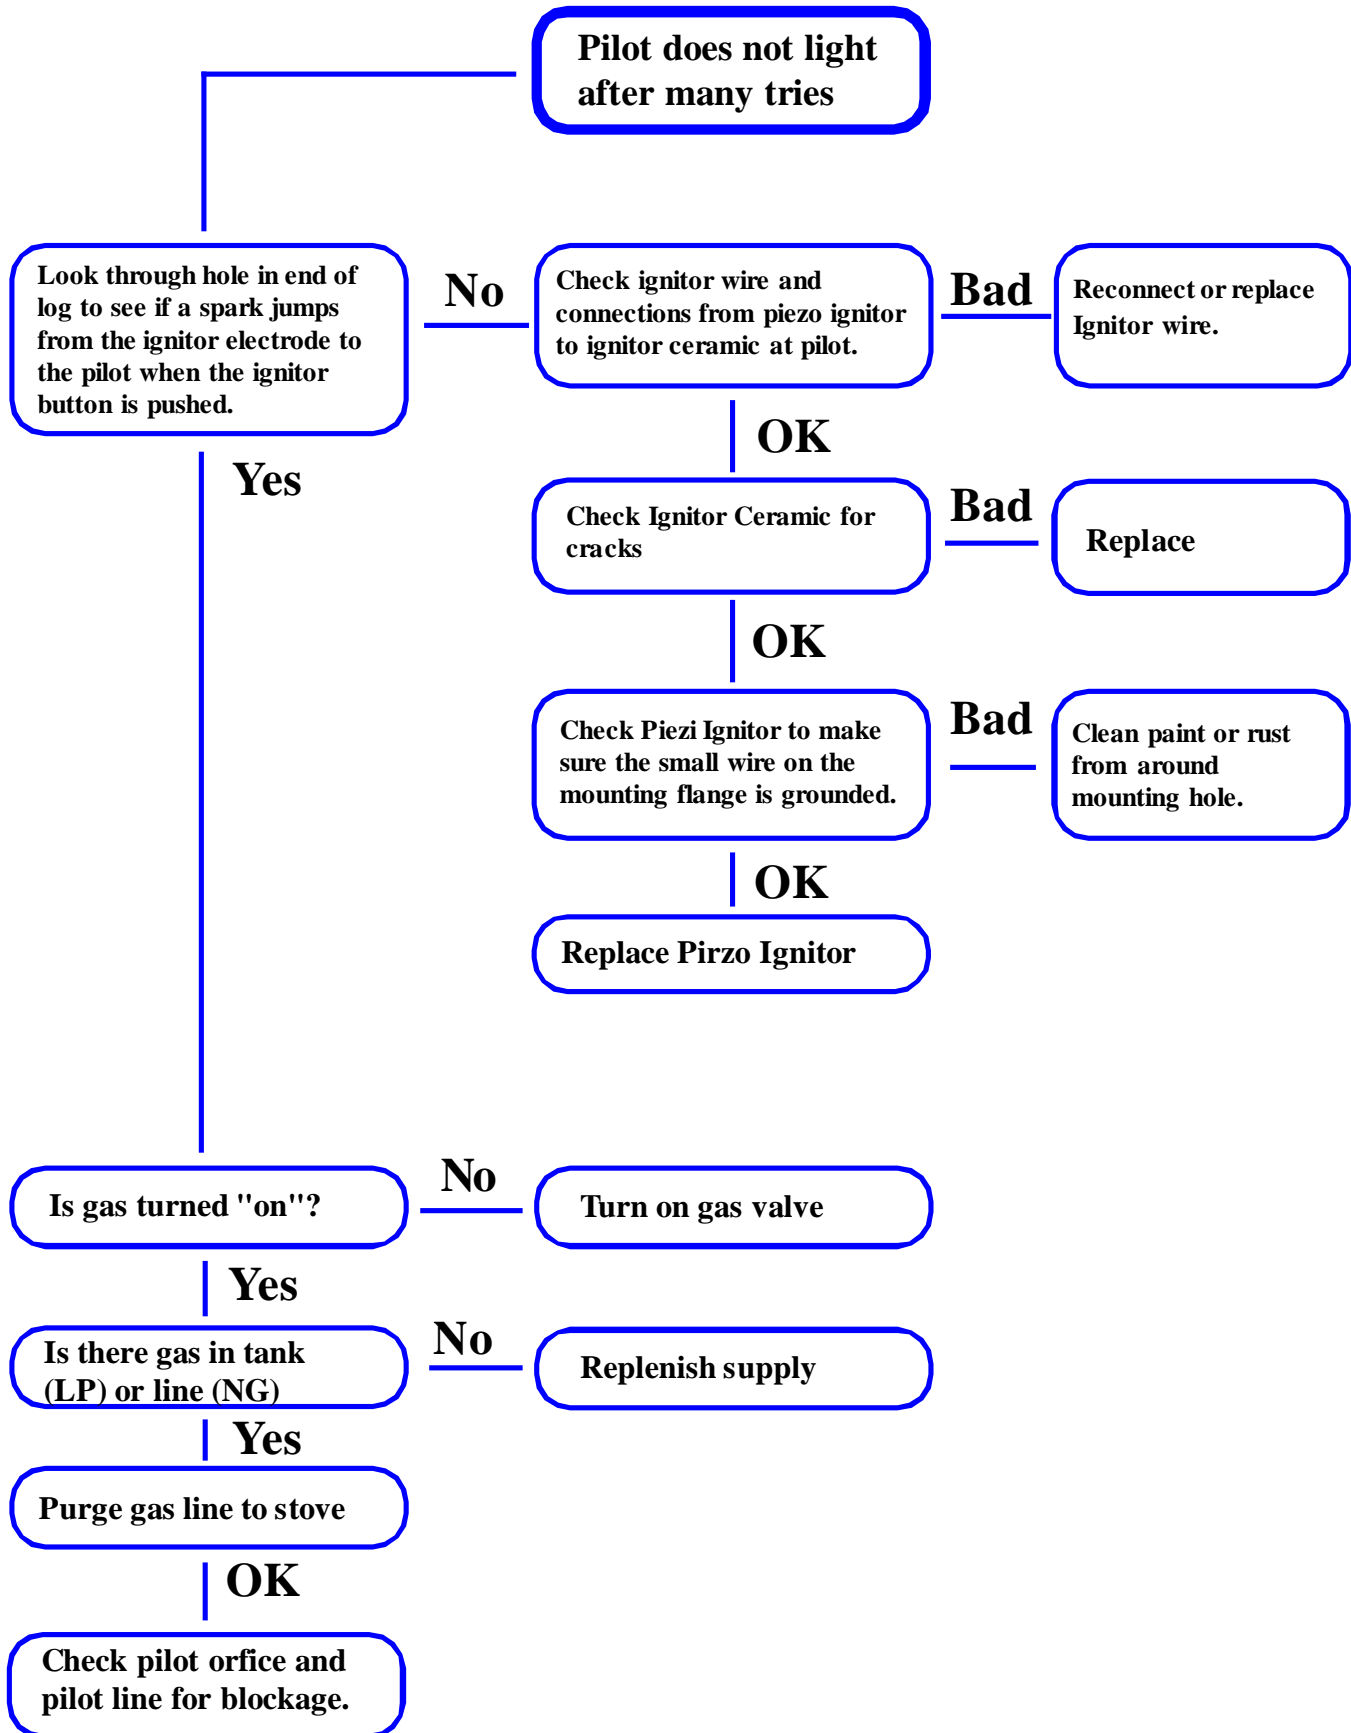 Pilot does not light
after many tries
Look through hole in end of
log to see if a spark jumps
from the ignitor electrode to
the pilot when the ignitor
button is pushed.
No
Check ignitor wire and
connections from piezo ignitor
to ignitor ceramic at pilot.
Bad
Reconnect or replace
Ignitor wire.
OK
Yes
Check Ignitor Ceramic for
cracks
Bad
Replace
OK
Check Piezi Ignitor to make
sure the small wire on the
mounting flange is grounded.
Bad
Clean paint or rust
from around
mounting hole.
OK
Replace Pirzo Ignitor
Is gas turned "on"?
No
Turn on gas valve
Yes
Is there gas in tank
(LP) or line (NG)
No
Replenish supply
Yes
Purge gas line to stove
OK
Check pilot orfice and
pilot line for blockage.